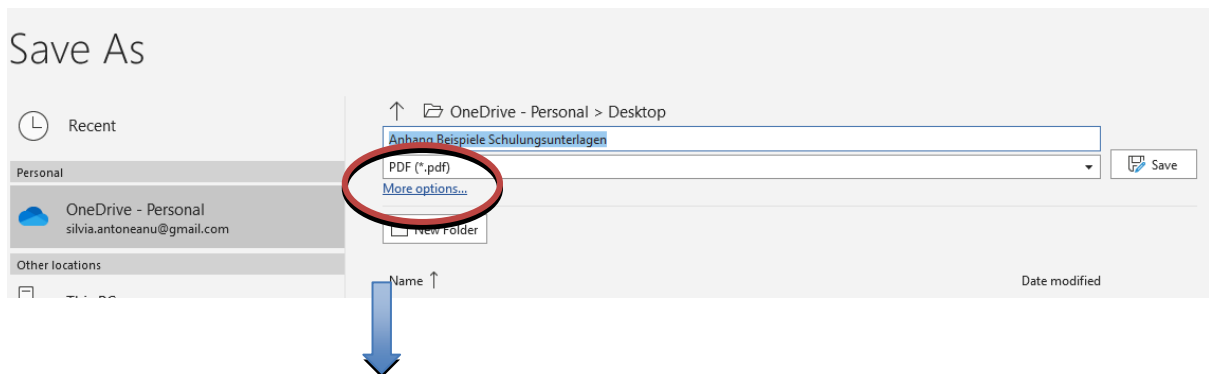 Save As
Recent
Personal
OneDrive - Personal
silvia.antoneanu@gmail.com
Other locations
↑ OneDrive - Personal > Desktop
Anhang Beispiele Schulungsunterlagen
PDF (*.pdf)
Save
More options...
New Folder
Name ↑
Date modified